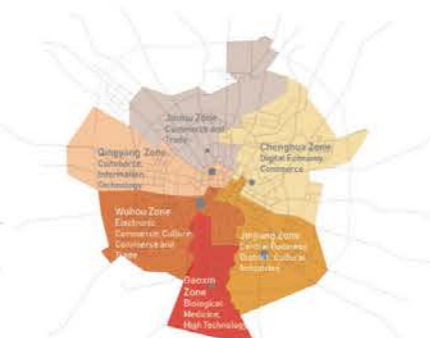 Jinniu Zone
Commerce and
Trade
Qingyang Zone
Commerce,
Information
Technology
Chenghua Zone
Digital Economy,
Commerce
Wuhou Zone
Electronic
Commerce, Culture,
Commerce and
Trade
Jinjiang Zone
Central Business
District, Cultural
Industries
Gaoxin
Zone
Biological
Medicine,
High Technology